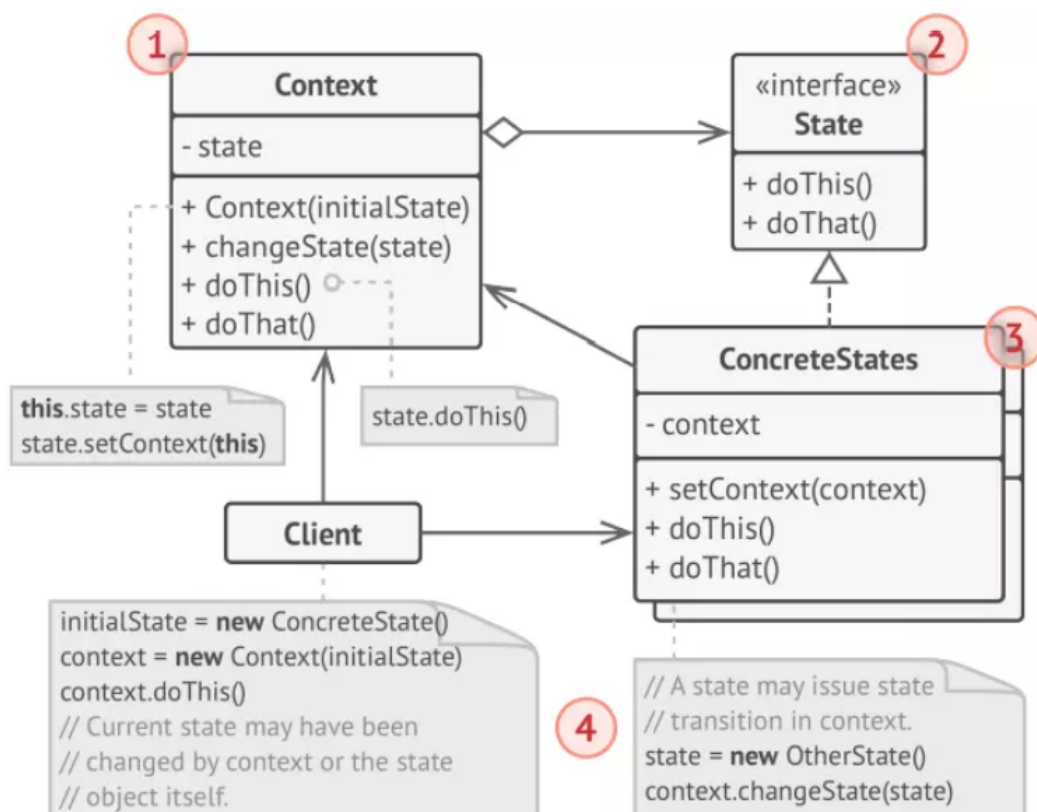 1
Context
- state
+ Context(initialState)
+ changeState(state)
+ doThis()
+ doThat()
2
«interface»
State
+ doThis()
+ doThat()
3
ConcreteStates
- context
+ setContext(context)
+ doThis()
+ doThat()
this.state = state
state.setContext(this)
state.doThis()
Client
initialState = new ConcreteState()
context = new Context(initialState)
context.doThis()
// Current state may have been
// changed by context or the state
// object itself.
4
// A state may issue state
// transition in context.
state = new OtherState()
context.changeState(state)